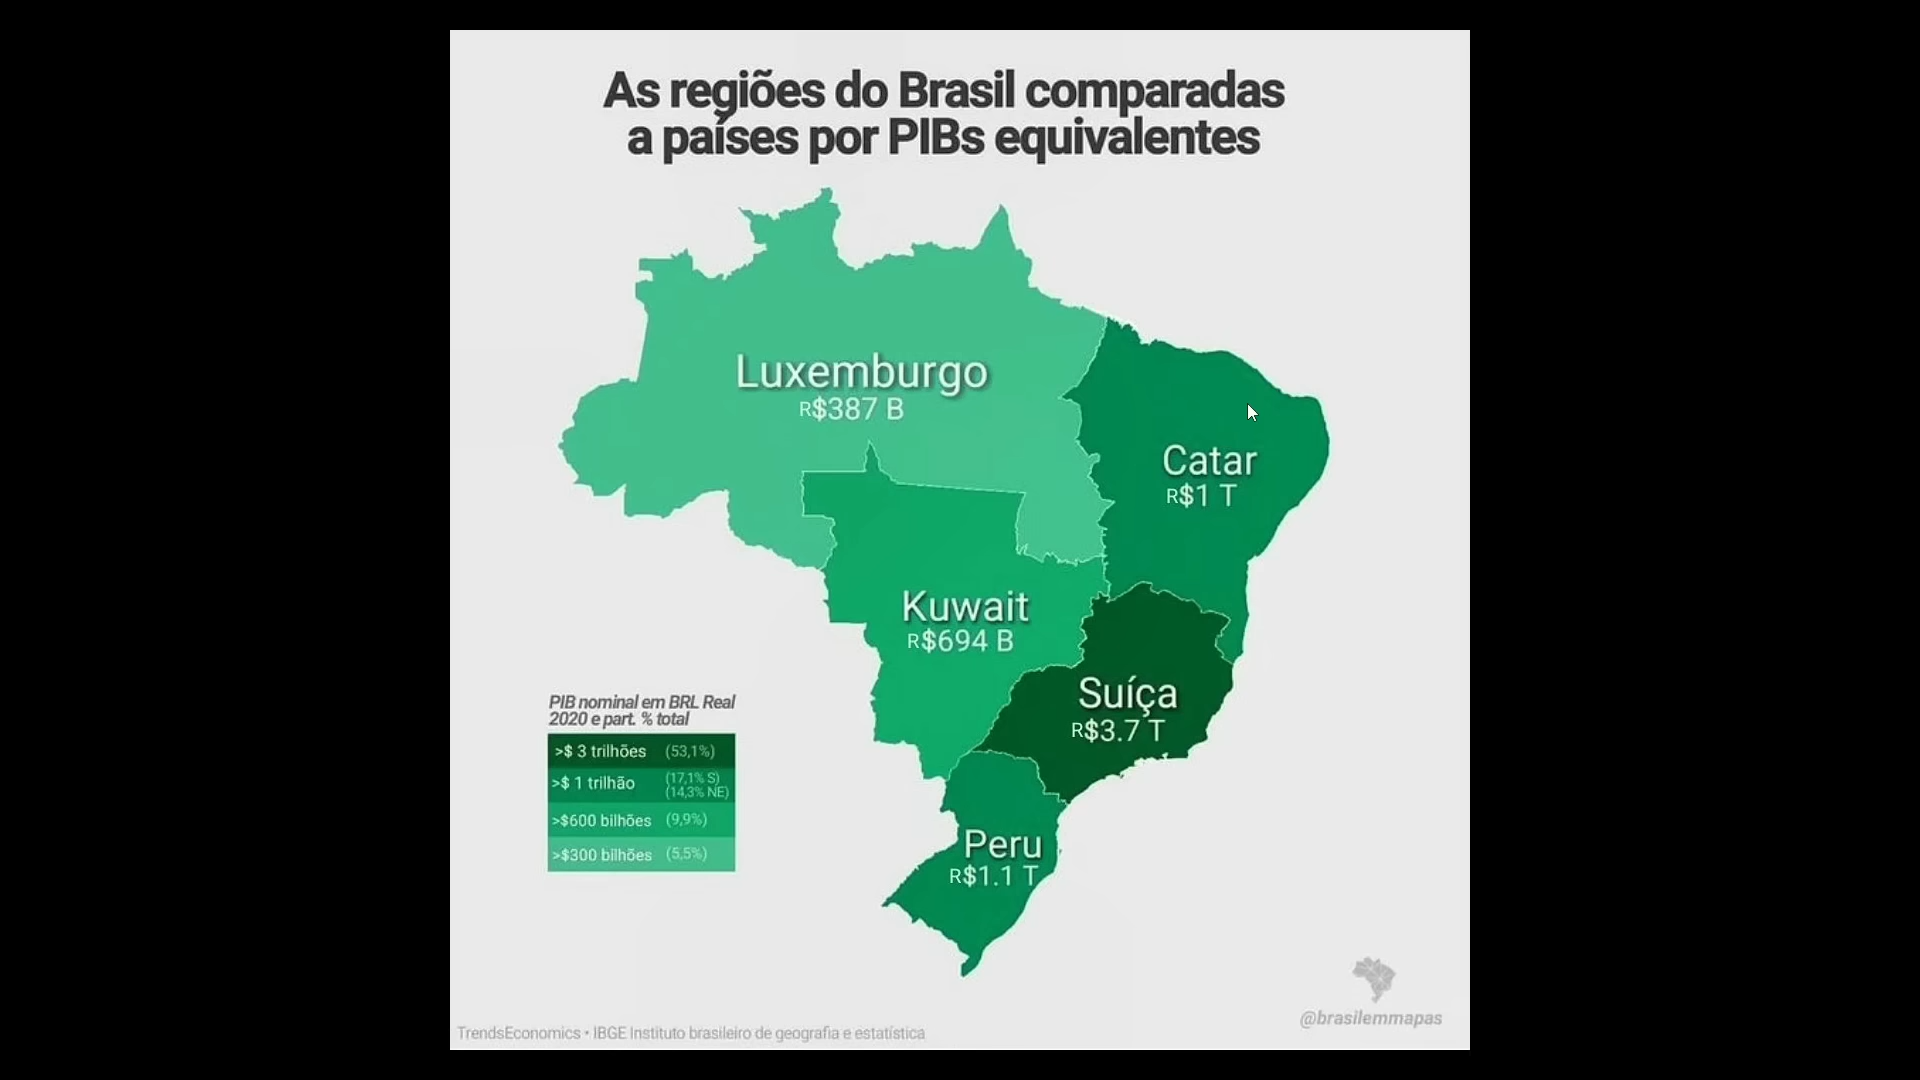 As regiões do Brasil comparadas
a países por PIBs equivalentes
Luxemburgo
R$387 B
Catar
R$1 T
Kuwait
R$694 B
Suíça
R$3.7 T
Peru
R$1.1 T
PIB nominal em BRL Real
2020 e part. % total
>$ 3 trilhões (53,1%)
>$ 1 trilhão (17,1% S)
(14,3% NE)
>$600 bilhões (9,9%)
>$300 bilhões (5,5%)
@brasilemmapas
TrendsEconomics • IBGE Instituto brasileiro de geografia e estatística